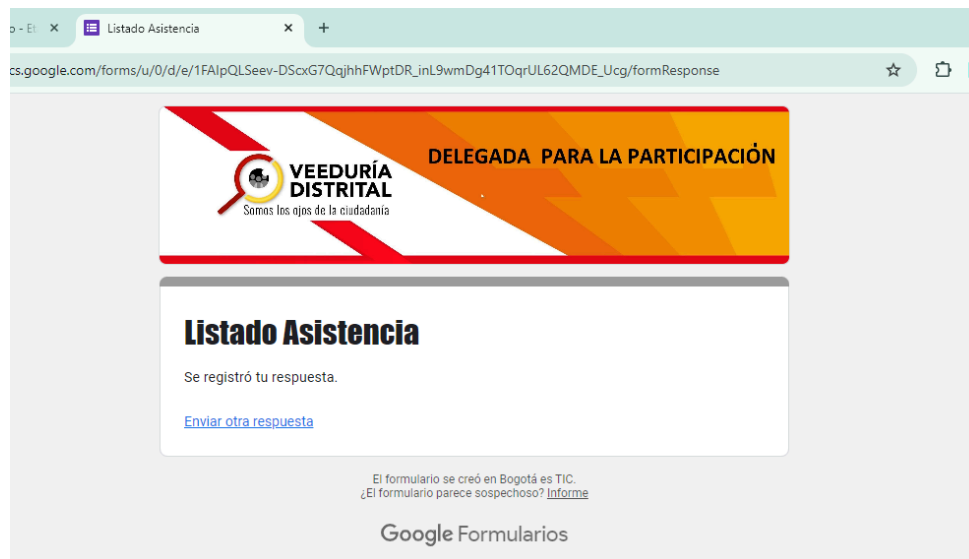 o - Et
Listado Asistencia
cs.google.com/forms/u/0/d/e/1FAIpQLSeev-DScxG7QqjhhFWptDR_inL9wmDg41TOqrUL62QMDE_Ucg/formResponse
DELEGADA PARA LA PARTICIPACIÓN
VEEDURÍA
DISTRITAL
Somos los ojos de la ciudadanía
Listado Asistencia
Se registró tu respuesta.
Enviar otra respuesta
El formulario se creó en Bogotá es TIC.
¿El formulario parece sospechoso? Informe
Google Formularios